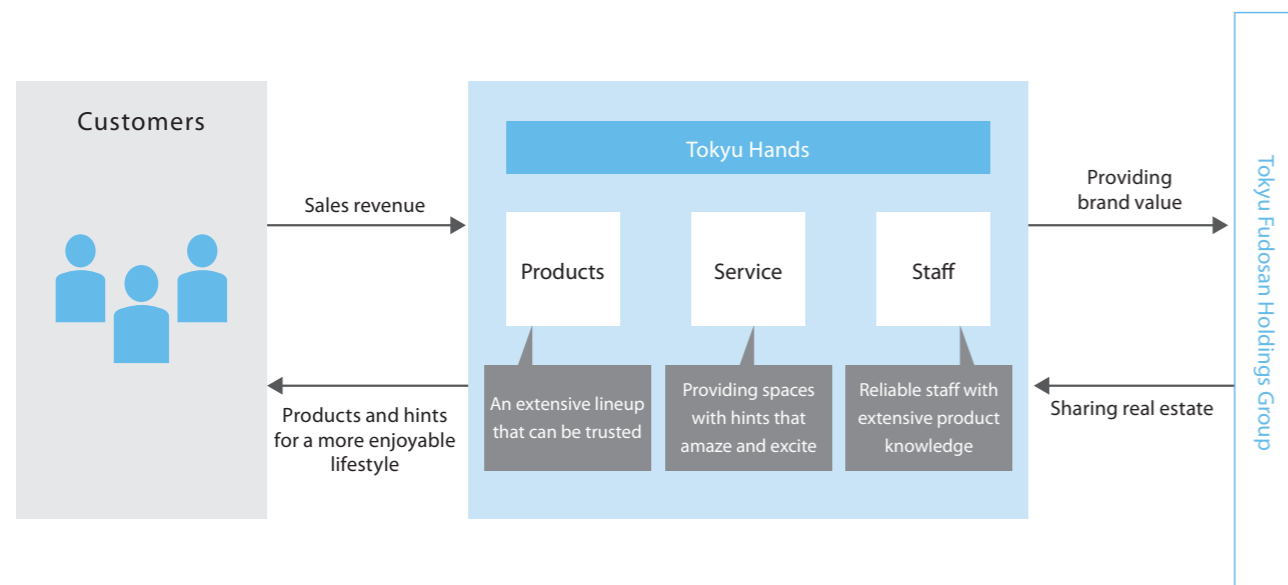 Customers
Sales revenue
Products and hints
for a more enjoyable
lifestyle
Tokyu Hands
Products
Service
Staff
An extensive lineup
that can be trusted
Providing spaces
with hints that
amaze and excite
Reliable staff with
extensive product
knowledge
Providing
brand value
Sharing real estate
Tokyu Fudosan Holdings Group